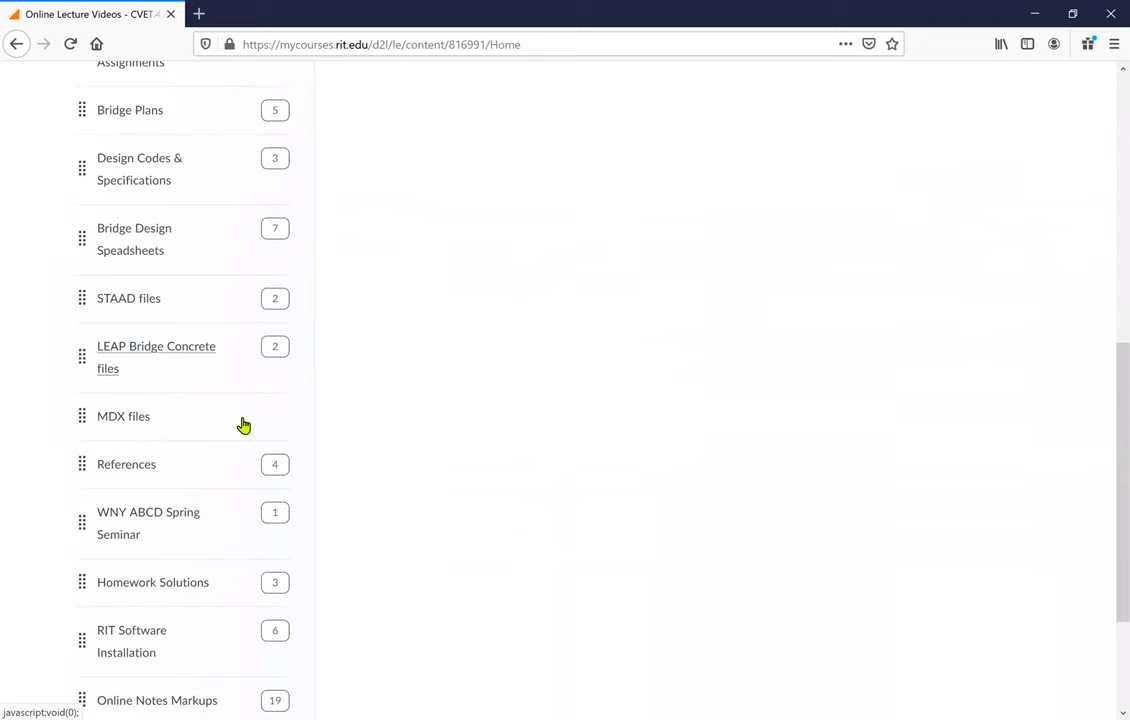 Online Lecture Videos - CVET.4
https://mycourses.rit.edu/d2l/le/content/816991/Home
Assignments
Bridge Plans 5
Design Codes & 3
Specifications
Bridge Design 7
Speadsheets
STAAD files 2
LEAP Bridge Concrete 2
files
MDX files
References 4
WNY ABCD Spring 1
Seminar
Homework Solutions 3
RIT Software 6
Installation
Online Notes Markups 19
javascript:void(0);